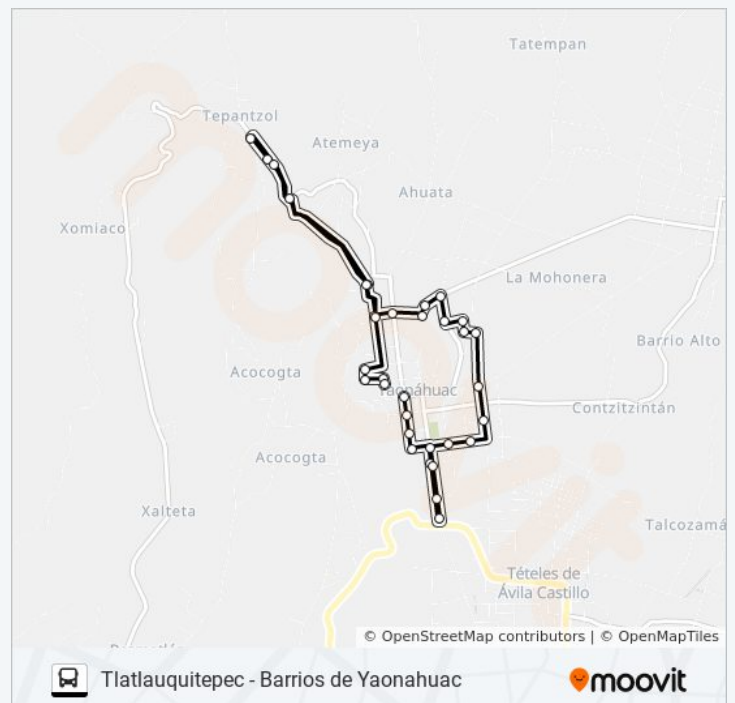 Tatempan
Tepantzol
Atemeya
Ahuata
Xomiaco
La Mohonera
Barrio Alto
Acocogta
Yaonáhuac
Contzitzintán
Acocogta
Xalteta
Talcozamá
Tételes de
Ávila Castillo
© OpenStreetMap contributors | © OpenMapTiles
Tlatlauquitepec - Barrios de Yaonahuac
moovit